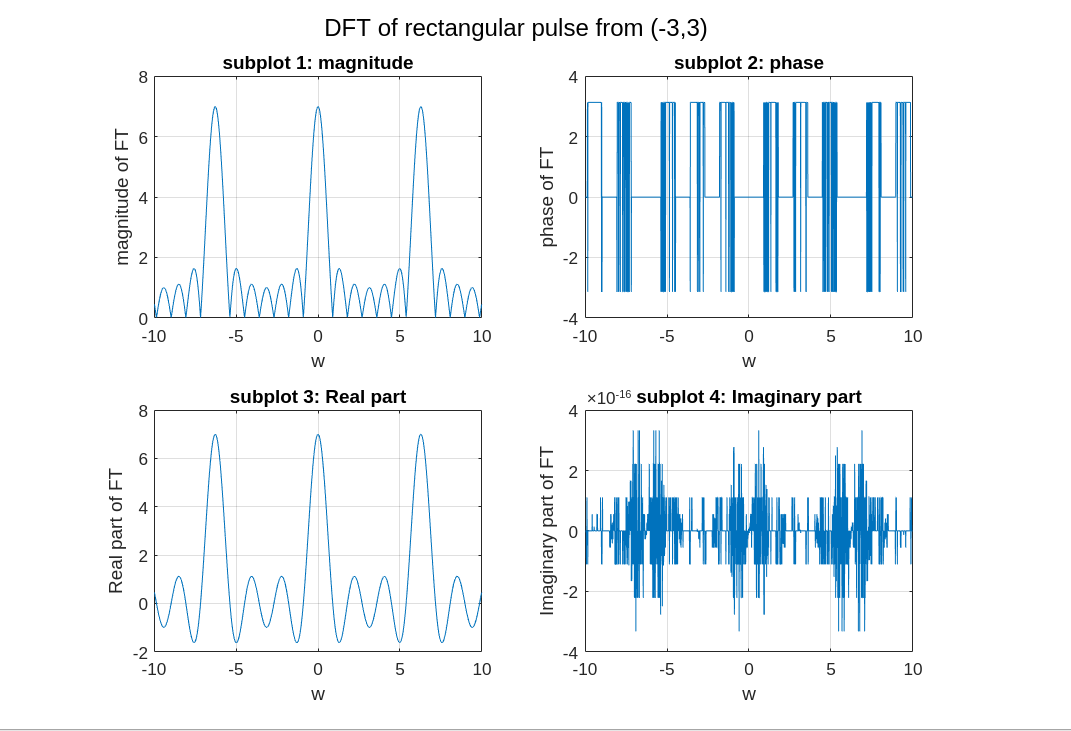 DFT of rectangular pulse from (-3,3)
subplot 1: magnitude
magnitude of FT
8
6
4
2
0
-10 -5 0 5 10
w
subplot 2: phase
phase of FT
4
2
0
-2
-4
-10 -5 0 5 10
w
subplot 3: Real part
Real part of FT
8
6
4
2
0
-2
-10 -5 0 5 10
w
×10-16 subplot 4: Imaginary part
Imaginary part of FT
4
2
0
-2
-4
-10 -5 0 5 10
w